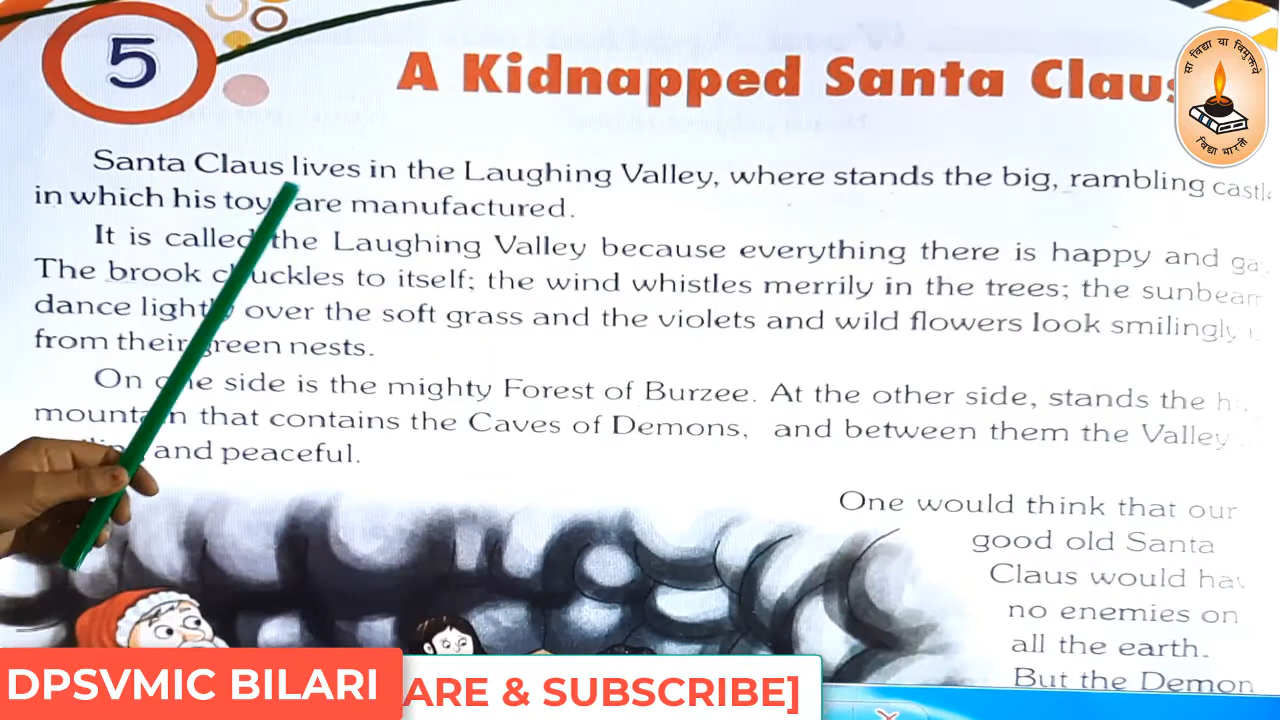 5
A Kidnapped Santa Claus
सा विद्या या विमुक्तये
विद्या भारती
Santa Claus lives in the Laughing Valley, where stands the big, rambling castle
in which his toys are manufactured.
It is called the Laughing Valley because everything there is happy and
The brook chuckles to itself; the wind whistles merrily in the trees; the
dance lightly over the soft grass and the violets and wild flowers look smilingly
from their green nests.
On one side is the mighty Forest of Burzee. At the other side, stands the
mountain that contains the Caves of Demons, and between them the Valley
and peaceful.
One would think that our
good old Santa
Claus would
no enemies on
all the earth.
But the Demon
DPSVMIC BILARI
ARE & SUBSCRIBE]